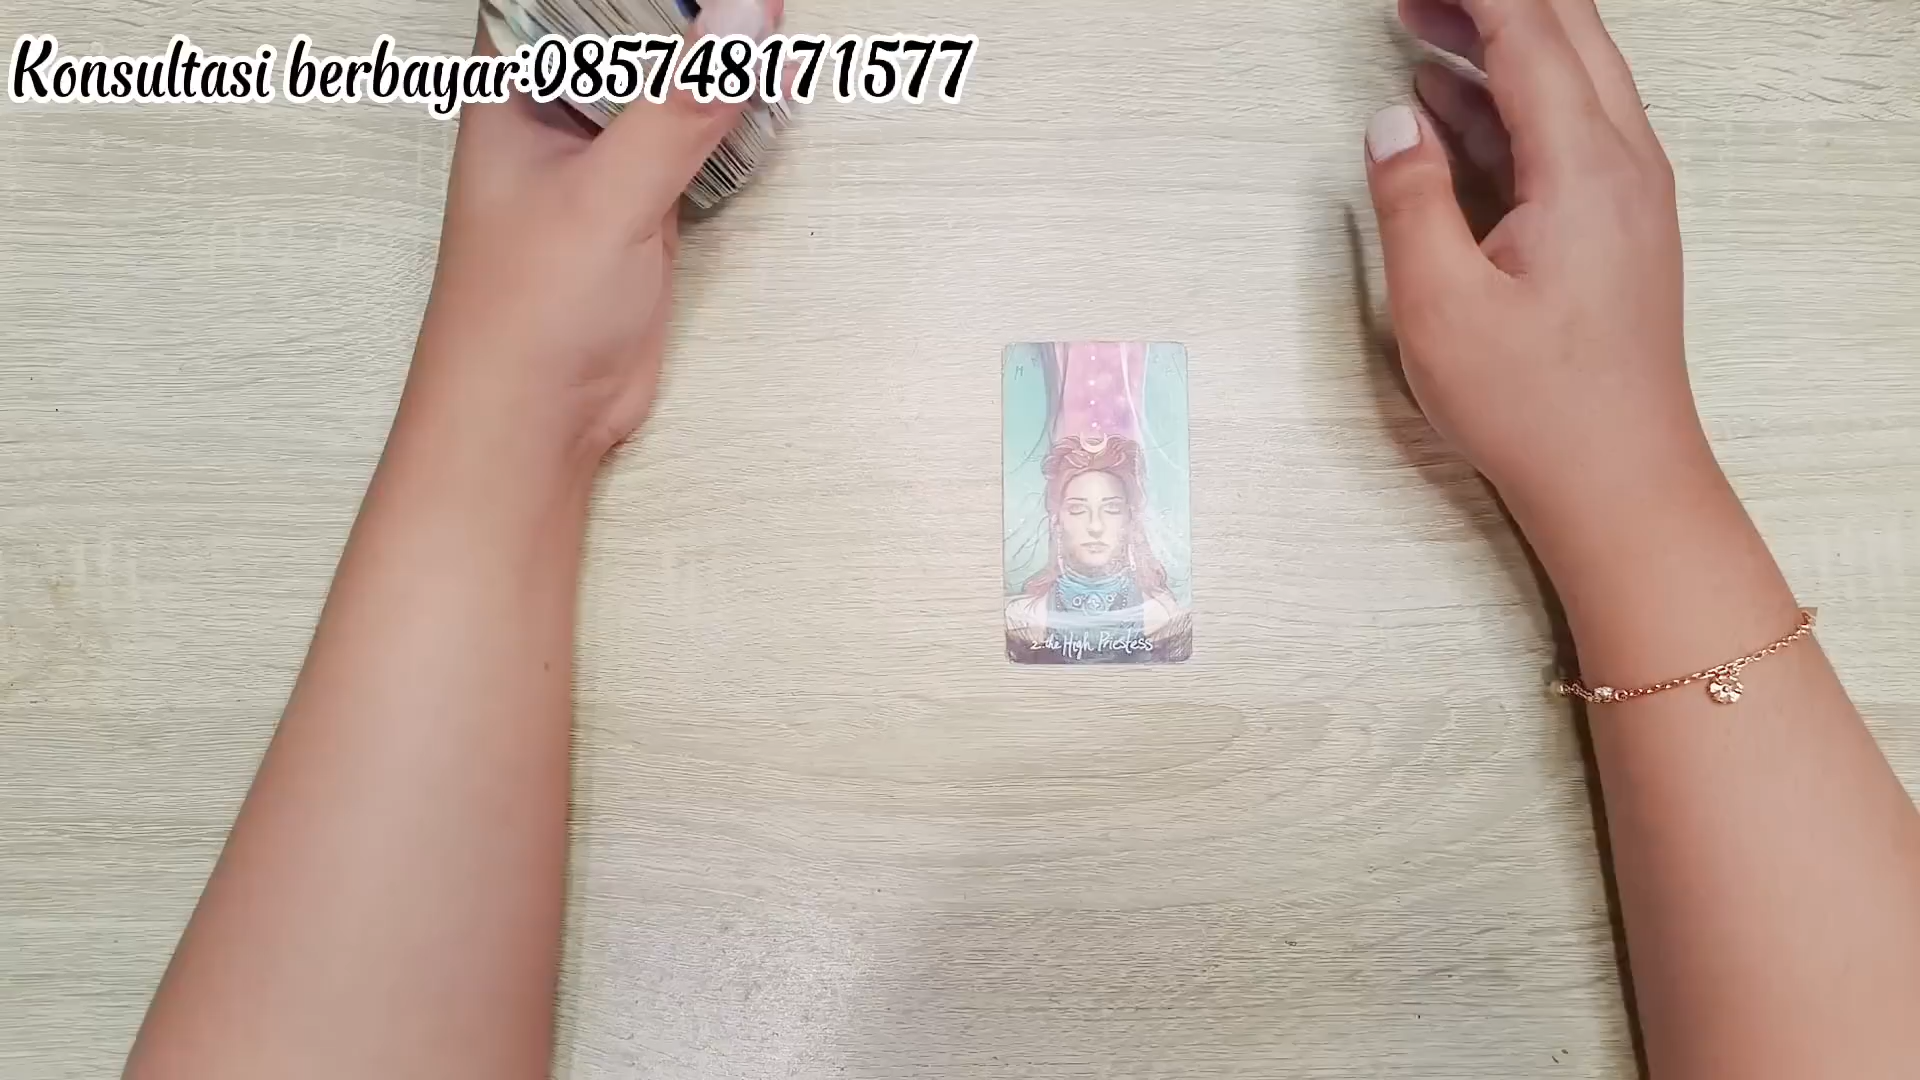 Konsultasi berbayar:085748171577
2. the High Priestess